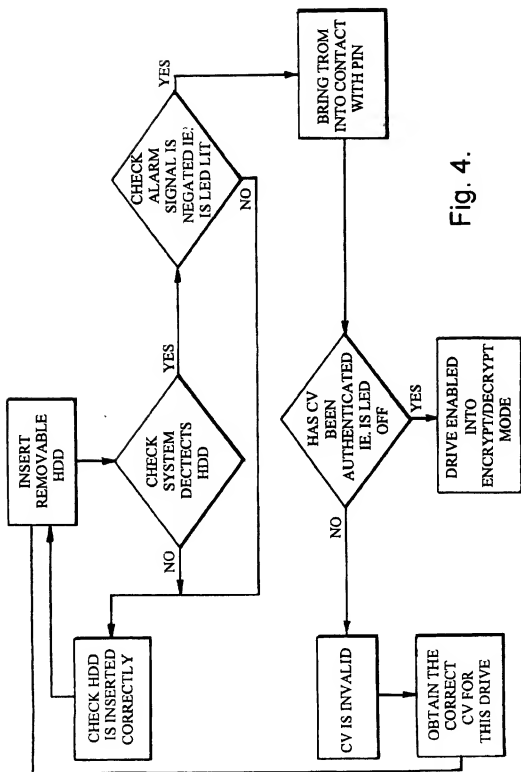 INSERT
REMOVABLE
HDD
CHECK
SYSTEM
DECTECTS
HDD
YES
NO
CHECK HDD
IS INSERTED
CORRECTLY
CHECK
ALARM
SIGNAL IS
NEGATED IE:
IS LED LIT
YES
NO
BRING TROM
INTO CONTACT
WITH PIN
HAS CV
BEEN
AUTHENTICATED
IE. IS LED
OFF
YES
NO
DRIVE ENABLED
INTO
ENCRYPT/DECRYPT
MODE
CV IS INVALID
OBTAIN THE
CORRECT
CV FOR
THIS DRIVE
Fig. 4.